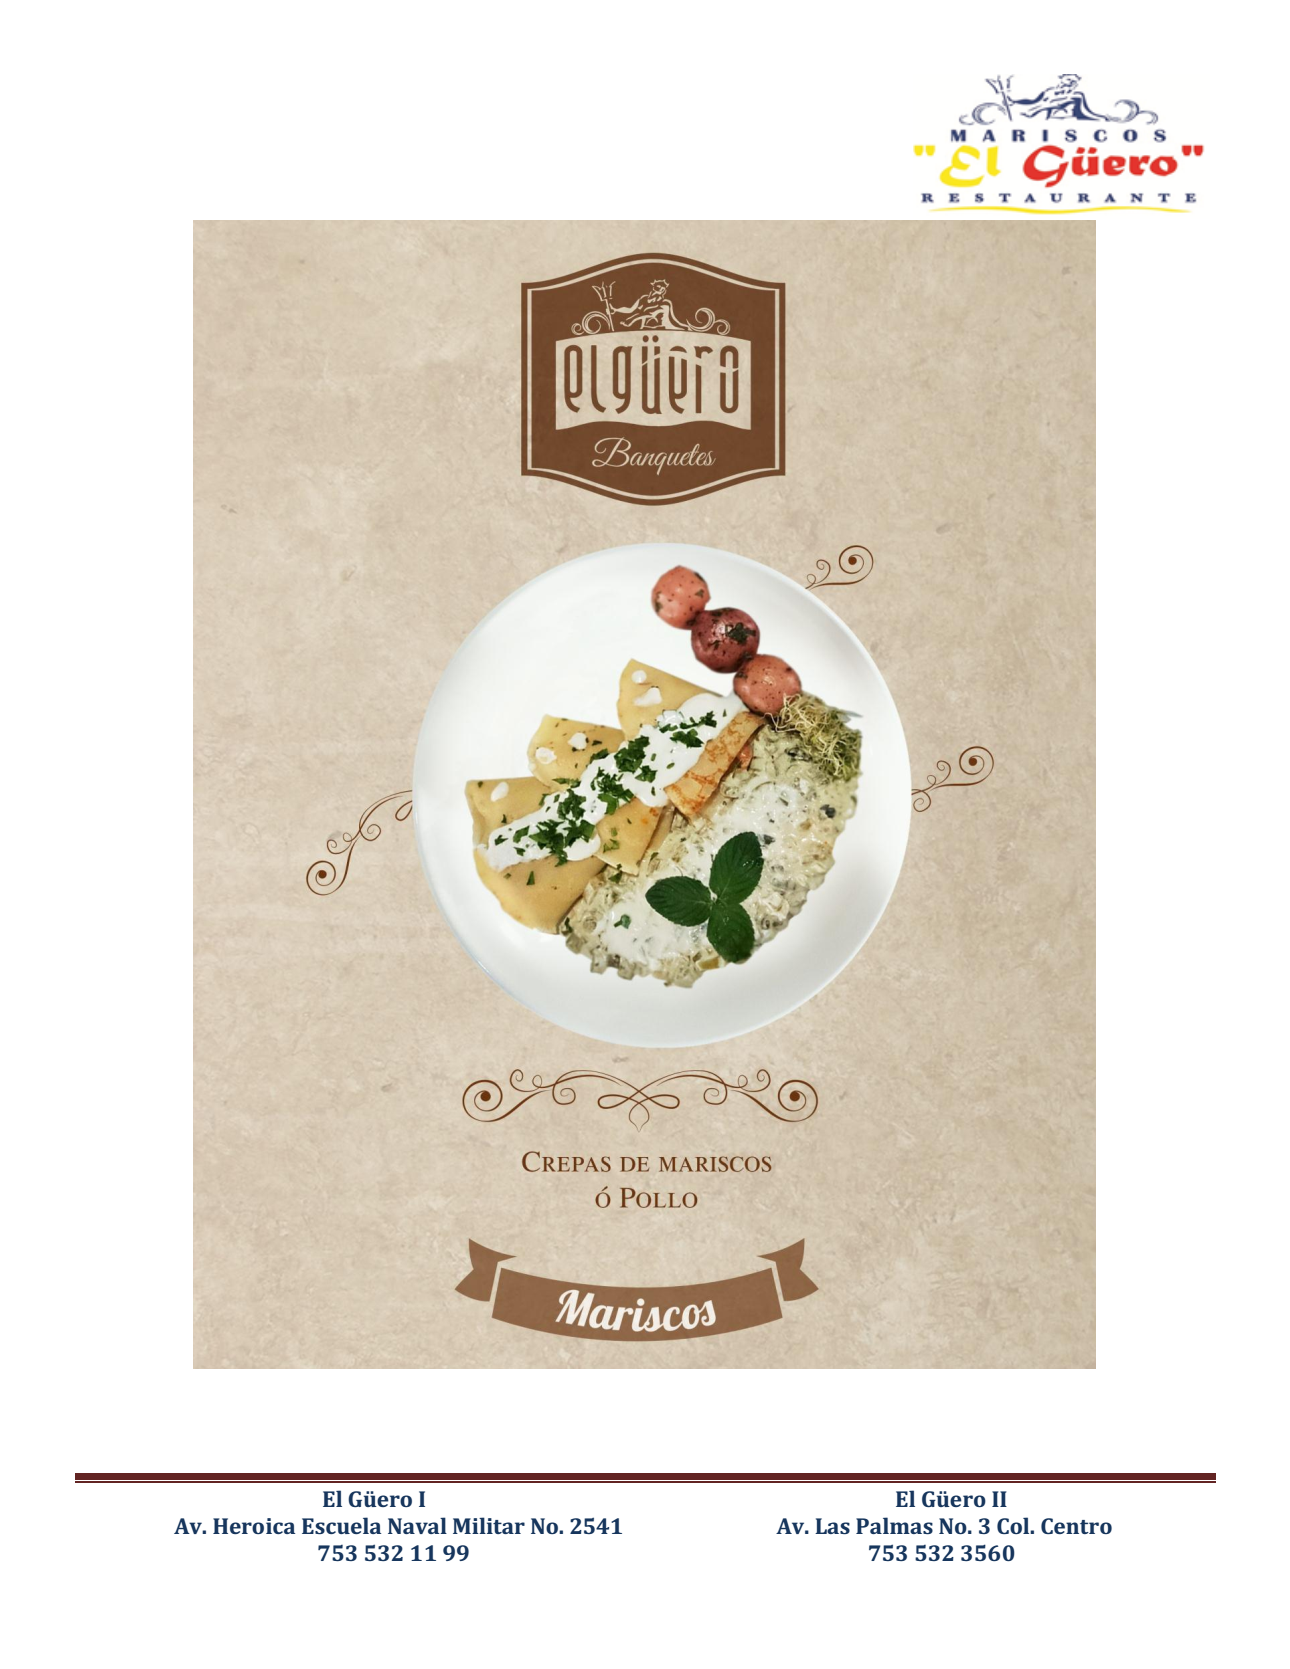 MARISCOS
"El Güero"
RESTAURANTE
elgüero
Banquetes
CREPAS DE MARISCOS
Ó POLLO
Mariscos
El Güero I
Av. Heroica Escuela Naval Militar No. 2541
753 532 11 99
El Güero II
Av. Las Palmas No. 3 Col. Centro
753 532 3560